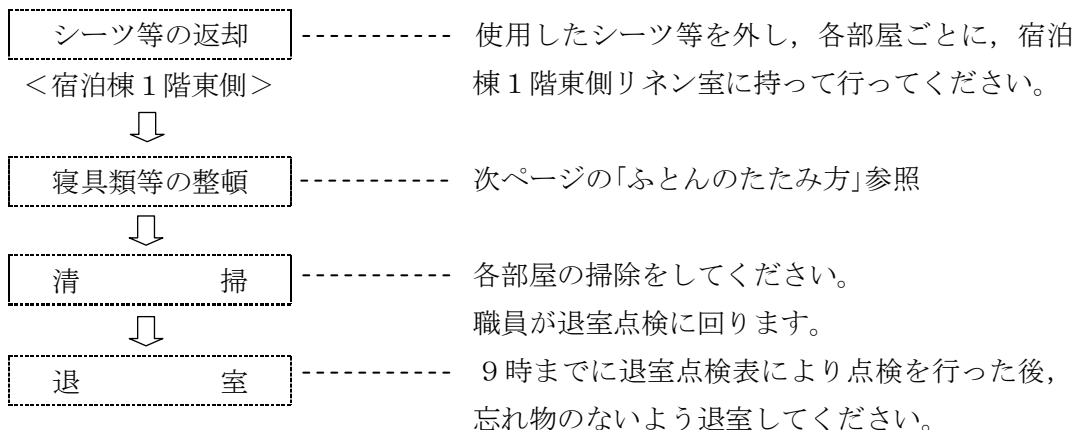 シーツ等の返却 ----------- 使用したシーツ等を外し，各部屋ごとに，宿泊
＜宿泊棟１階東側＞ 棟１階東側リネン室に持って行ってください。
寝具類等の整頓 ----------- 次ページの「ふとんのたたみ方」参照
清　　　　　掃 ----------- 各部屋の掃除をしてください。
職員が退室点検に回ります。
退　　　　　室 ----------- ９時までに退室点検表により点検を行った後，
忘れ物のないよう退室してください。